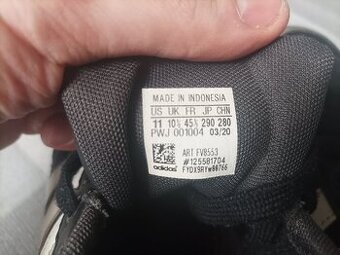 MADE IN INDONESIA
US UK FR JP CHN
11 10½ 45⅓ 290 280
PWJ 001004 03/20
ART FV8553
#125581704
adidas FYDX9RYW88766